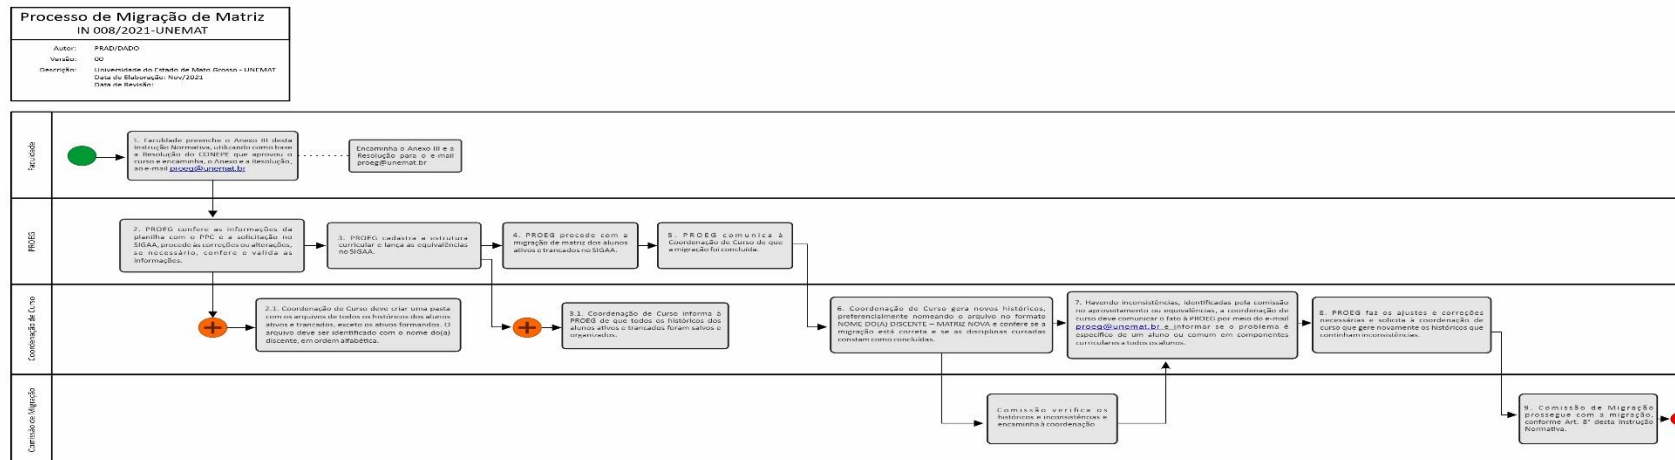 Processo de Migração de Matriz
IN 008/2021-UNEMAT
Autor: PRAD/DADO
Versão: 00
Descrição: Universidade do Estado de Mato Grosso - UNEMAT
Data de Elaboração: Nov/2021
Data de Revisão:
Faculdade
1. Faculdade preenche o Anexo III desta
Instrução Normativa, utilizando como base
a Resolução do CONEPE que aprovou o
curso e encaminha, o Anexo e a Resolução,
ao e-mail proeg@unemat.br
Encaminha o Anexo III e a
Resolução para o e-mail
proeg@unemat.br
PROEG
2. PROEG confere as informações da
planilha com o PPC e a solicitação no
SIGAA, procede às correções ou alterações,
se necessário, confere e valida as
informações.
3. PROEG cadastra a estrutura
curricular e lança as equivalências
no SIGAA.
4. PROEG procede com a
migração de matriz dos alunos
ativos e trancados no SIGAA.
5. PROEG comunica à
Coordenação de Curso de que
a migração foi concluída.
Coordenação de Curso
2.1. Coordenação de Curso deve criar uma pasta
com os arquivos de todos os históricos dos alunos
ativos e trancados, exceto os ativo formandos. O
arquivo deve ser identificado com o nome do(a)
discente, em ordem alfabética.
3.1. Coordenação de Curso informa à
PROEG de que todos os históricos dos
alunos ativos e trancados foram salvos e
organizados.
6. Coordenação de Curso gera novos históricos,
preferencialmente nomeando o arquivo no formato
NOME DO(A) DISCENTE – MATRIZ NOVA e confere se a
migração está correta e se as disciplinas cursadas
constam como concluídas.
7. Havendo inconsistências, identificadas pela comissão
no aproveitamento ou equivalências, a coordenação de
curso deve comunicar o fato à PROEG por meio do e-mail
proeg@unemat.br e informar se o problema é
específico de um aluno ou comum em componentes
curriculares a todos os alunos.
8. PROEG faz os ajustes e correções
necessárias e solicita à coordenação de
curso que gere novamente os históricos que
continham inconsistências.
Comissão de Migração
Comissão verifica os
históricos e inconsistências e
encaminha à coordenação
9. Comissão de Migração
prossegue com a migração,
conforme Art. 8° desta Instrução
Normativa.